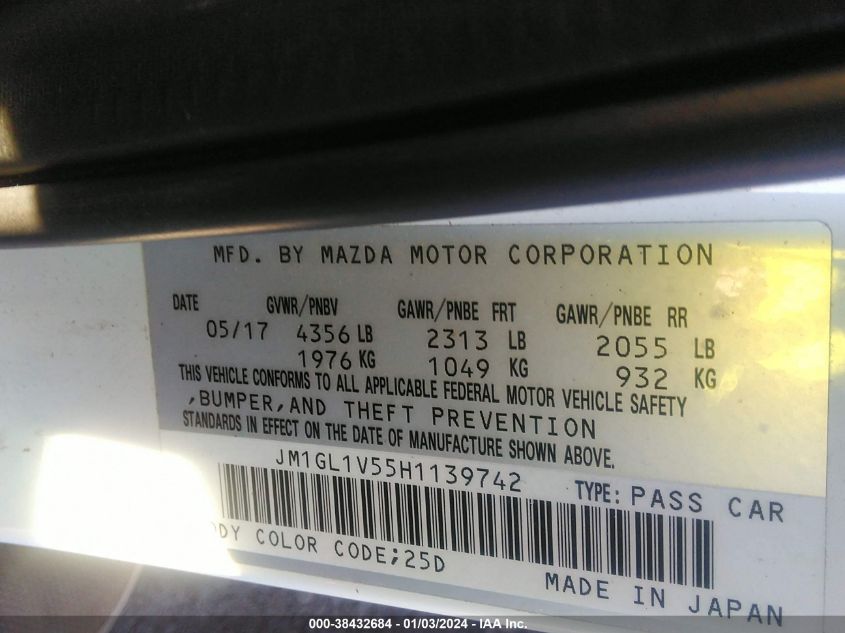 MFD. BY MAZDA MOTOR CORPORATION
DATE GVWR/PNBV GAWR/PNBE FRT GAWR/PNBE RR
05/17 4356 LB 2313 LB 2055 LB
1976 KG 1049 KG 932 KG
THIS VEHICLE CONFORMS TO ALL APPLICABLE FEDERAL MOTOR VEHICLE SAFETY
,BUMPER,AND THEFT PREVENTION
STANDARDS IN EFFECT ON THE DATE OF MANUFACTURE SHOWN ABOVE.
JM1GL1V55H1139742 TYPE: PASS CAR
ODY COLOR CODE;25D
MADE IN JAPAN
000-38432684 - 01/03/2024 - IAA Inc.